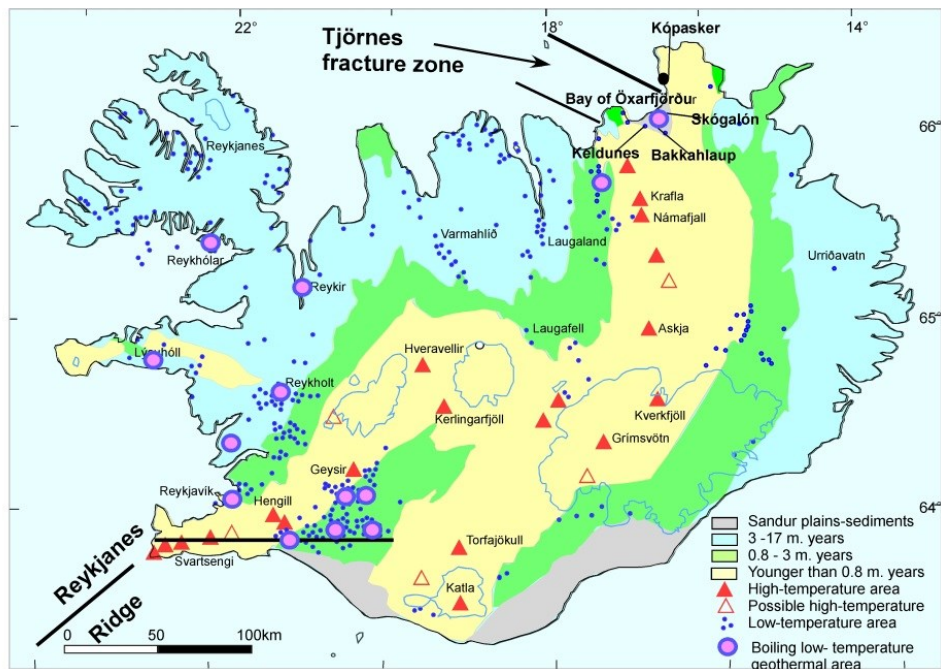 22°
18°
14°
Tjörnes
fracture zone
Kópasker
Bay of Öxarfjörður
Skógalón
66°
Keldunes
Bakkahlaup
Reykjanes
Krafla
Námafjall
Varmahlíð
Laugaland
Urriðavatn
Reykhólar
Reykir
65°
Askja
Laugafell
Hveravellir
Lýsuhóll
Reykholt
Kerlingarfjöll
Kverkfjöll
Grímsvötn
Geysir
Reykjavík
Hengill
64°
Torfajökull
Svartsengi
Katla
Reykjanes
Ridge
0 50 100km
Sandur plains-sediments
3 -17 m. years
0.8 - 3 m. years
Younger than 0.8 m. years
High-temperature area
Possible high-temperature
Low-temperature area
Boiling low- temperature
geothermal area